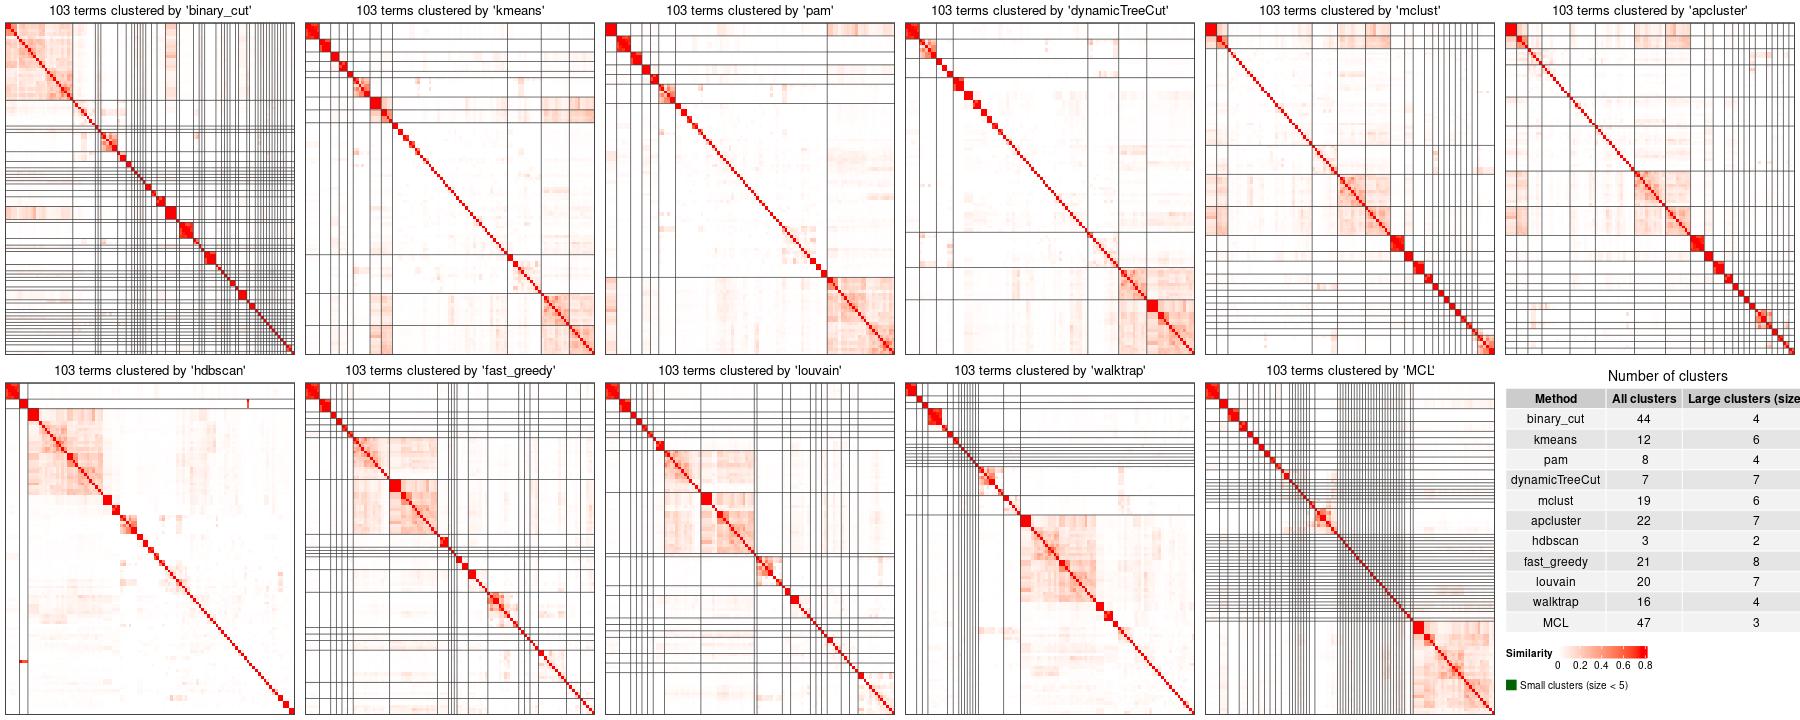 103 terms clustered by 'binary_cut'
103 terms clustered by 'kmeans'
103 terms clustered by 'pam'
103 terms clustered by 'dynamicTreeCut'
103 terms clustered by 'mclust'
103 terms clustered by 'apcluster'
103 terms clustered by 'hdbscan'
103 terms clustered by 'fast_greedy'
103 terms clustered by 'louvain'
103 terms clustered by 'walktrap'
103 terms clustered by 'MCL'
Number of clusters
Method All clusters Large clusters (size
binary_cut 44 4
kmeans 12 6
pam 8 4
dynamicTreeCut 7 7
mclust 19 6
apcluster 22 7
hdbscan 3 2
fast_greedy 21 8
louvain 20 7
walktrap 16 4
MCL 47 3
Similarity
0 0.2 0.4 0.6 0.8
Small clusters (size < 5)